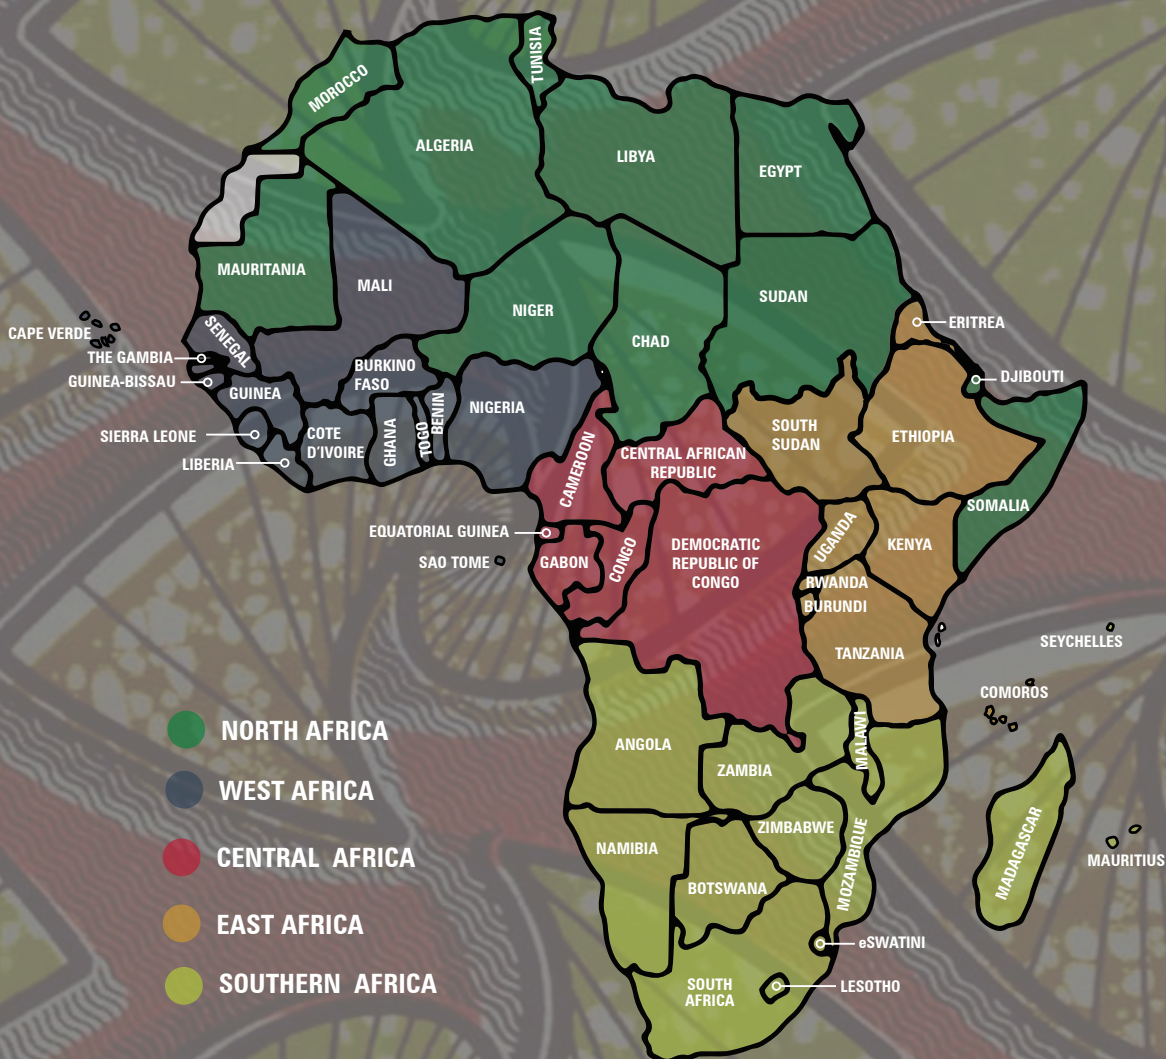 TUNISIA
MOROCCO
ALGERIA
LIBYA
EGYPT
MAURITANIA
MALI
NIGER
CHAD
SUDAN
CAPE VERDE
SENEGAL
ERITREA
THE GAMBIA
GUINEA-BISSAU
GUINEA
BURKINO
FASO
BENIN
NIGERIA
DJIBOUTI
SIERRA LEONE
COTE
D'IVOIRE
GHANA
TOGO
SOUTH
SUDAN
ETHIOPIA
LIBERIA
CAMEROON
CENTRAL AFRICAN
REPUBLIC
SOMALIA
EQUATORIAL GUINEA
SAO TOME
GABON
CONGO
DEMOCRATIC
REPUBLIC OF
CONGO
UGANDA
KENYA
RWANDA
BURUNDI
TANZANIA
SEYCHELLES
COMOROS
NORTH AFRICA
ANGOLA
MALAWI
ZAMBIA
WEST AFRICA
ZIMBABWE
NAMIBIA
MOZAMBIQUE
MADAGASCAR
MAURITIUS
CENTRAL AFRICA
BOTSWANA
EAST AFRICA
eSWATINI
SOUTHERN AFRICA
SOUTH
AFRICA
LESOTHO